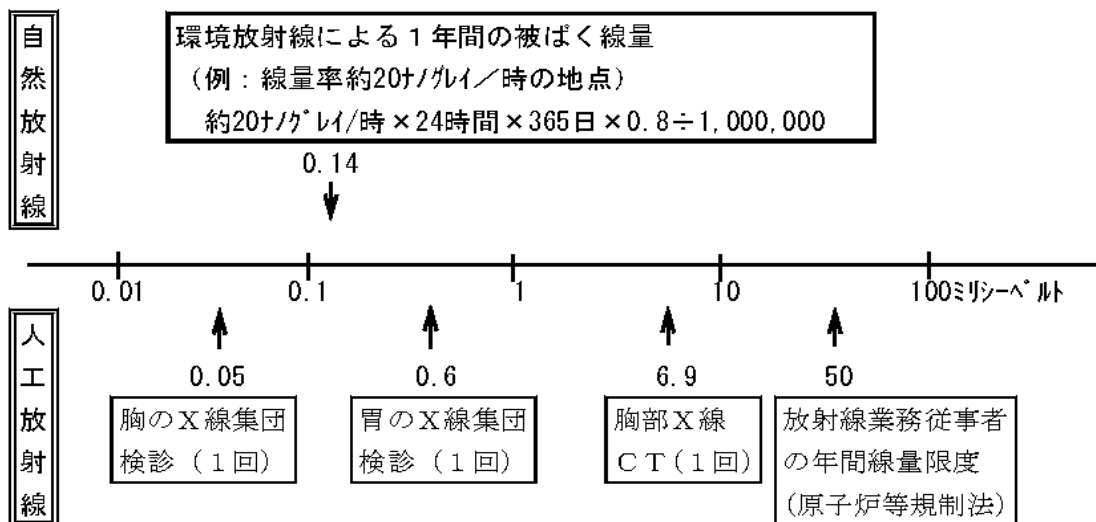 自然放射線
環境放射線による1年間の被ばく線量
(例:線量率約20ナノグレイ/時の地点)
約20ナノグレイ/時×24時間×365日×0.8÷1,000,000
0.14
0.01
0.1
1
10
100ミリシーベルト
人工放射線
0.05
胸のX線集団
検診(1回)
0.6
胃のX線集団
検診(1回)
6.9
胸部X線
CT(1回)
50
放射線業務従事者
の年間線量限度
(原子炉等規制法)